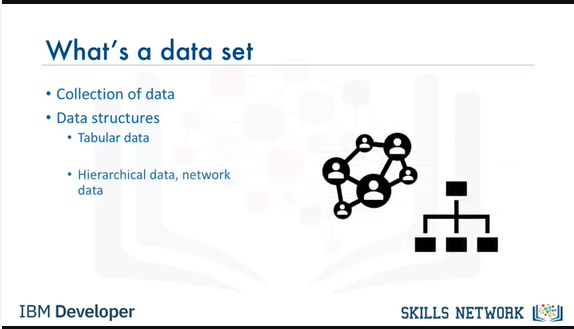 What's a data set
• Collection of data
• Data structures
• Tabular data
• Hierarchical data, network
data
IBM Developer
SKILLS NETWORK